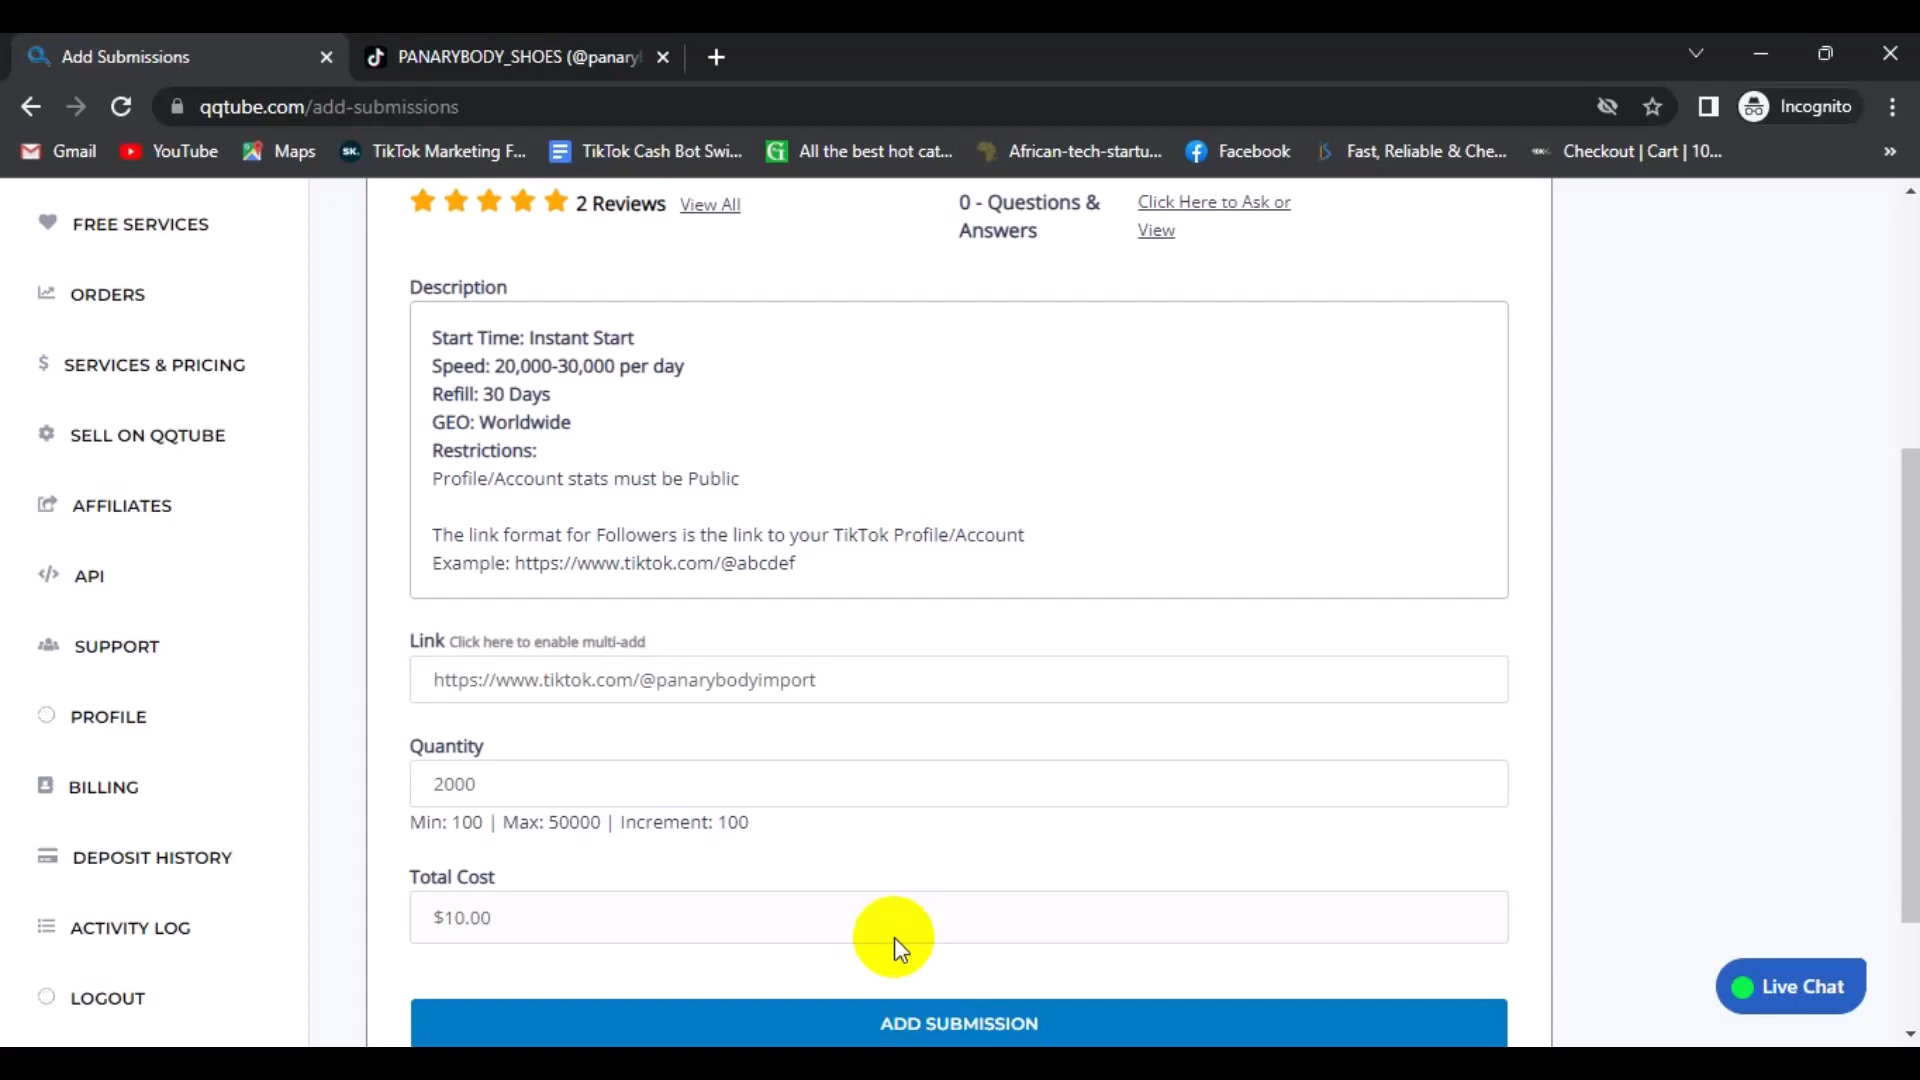 Add Submissions
PANARYBODY_SHOES (@panary
qqtube.com/add-submissions
Incognito
Gmail
YouTube
Maps
SK.
TikTok Marketing F...
TikTok Cash Bot Swi...
All the best hot cat...
African-tech-startu...
Facebook
Fast, Reliable & Che...
Checkout | Cart | 10...
»
FREE SERVICES
ORDERS
$ SERVICES & PRICING
SELL ON QQTUBE
AFFILIATES
</> API
SUPPORT
PROFILE
BILLING
DEPOSIT HISTORY
ACTIVITY LOG
LOGOUT
2 Reviews View All
0 - Questions &
Answers
Click Here to Ask or
View
Description
Start Time: Instant Start
Speed: 20,000-30,000 per day
Refill: 30 Days
GEO: Worldwide
Restrictions:
Profile/Account stats must be Public
The link format for Followers is the link to your TikTok Profile/Account
Example: https://www.tiktok.com/@abcdef
Link Click here to enable multi-add
https://www.tiktok.com/@panarybodyimport
Quantity
2000
Min: 100 | Max: 50000 | Increment: 100
Total Cost
$10.00
ADD SUBMISSION
Live Chat